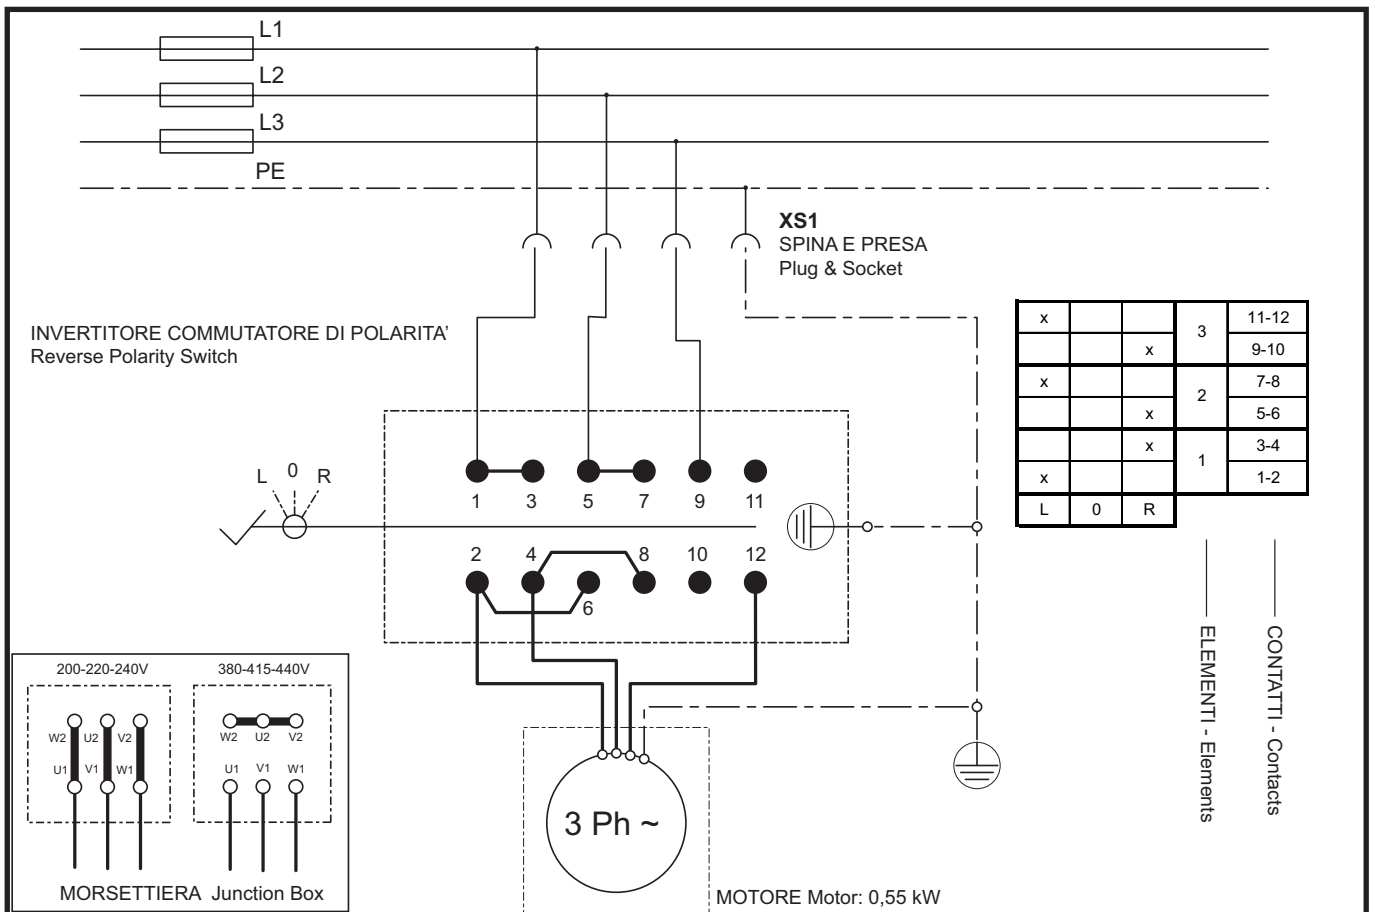 L1
L2
L3
PE
XS1
SPINA E PRESA
Plug & Socket
INVERTITORE COMMUTATORE DI POLARITA'
Reverse Polarity Switch
x 3 11-12
x 9-10
x 2 7-8
x 5-6
x 1 3-4
x 1-2
L 0 R
L 0 R
1 3 5 7 9 11
2 4 8 10 12
6
ELEMENTI - Elements
CONTATTI - Contacts
200-220-240V
W2 U2 V2
U1 V1 W1
380-415-440V
W2 U2 V2
U1 V1 W1
MORSETTIERA Junction Box
3 Ph ~
MOTORE Motor: 0,55 kW